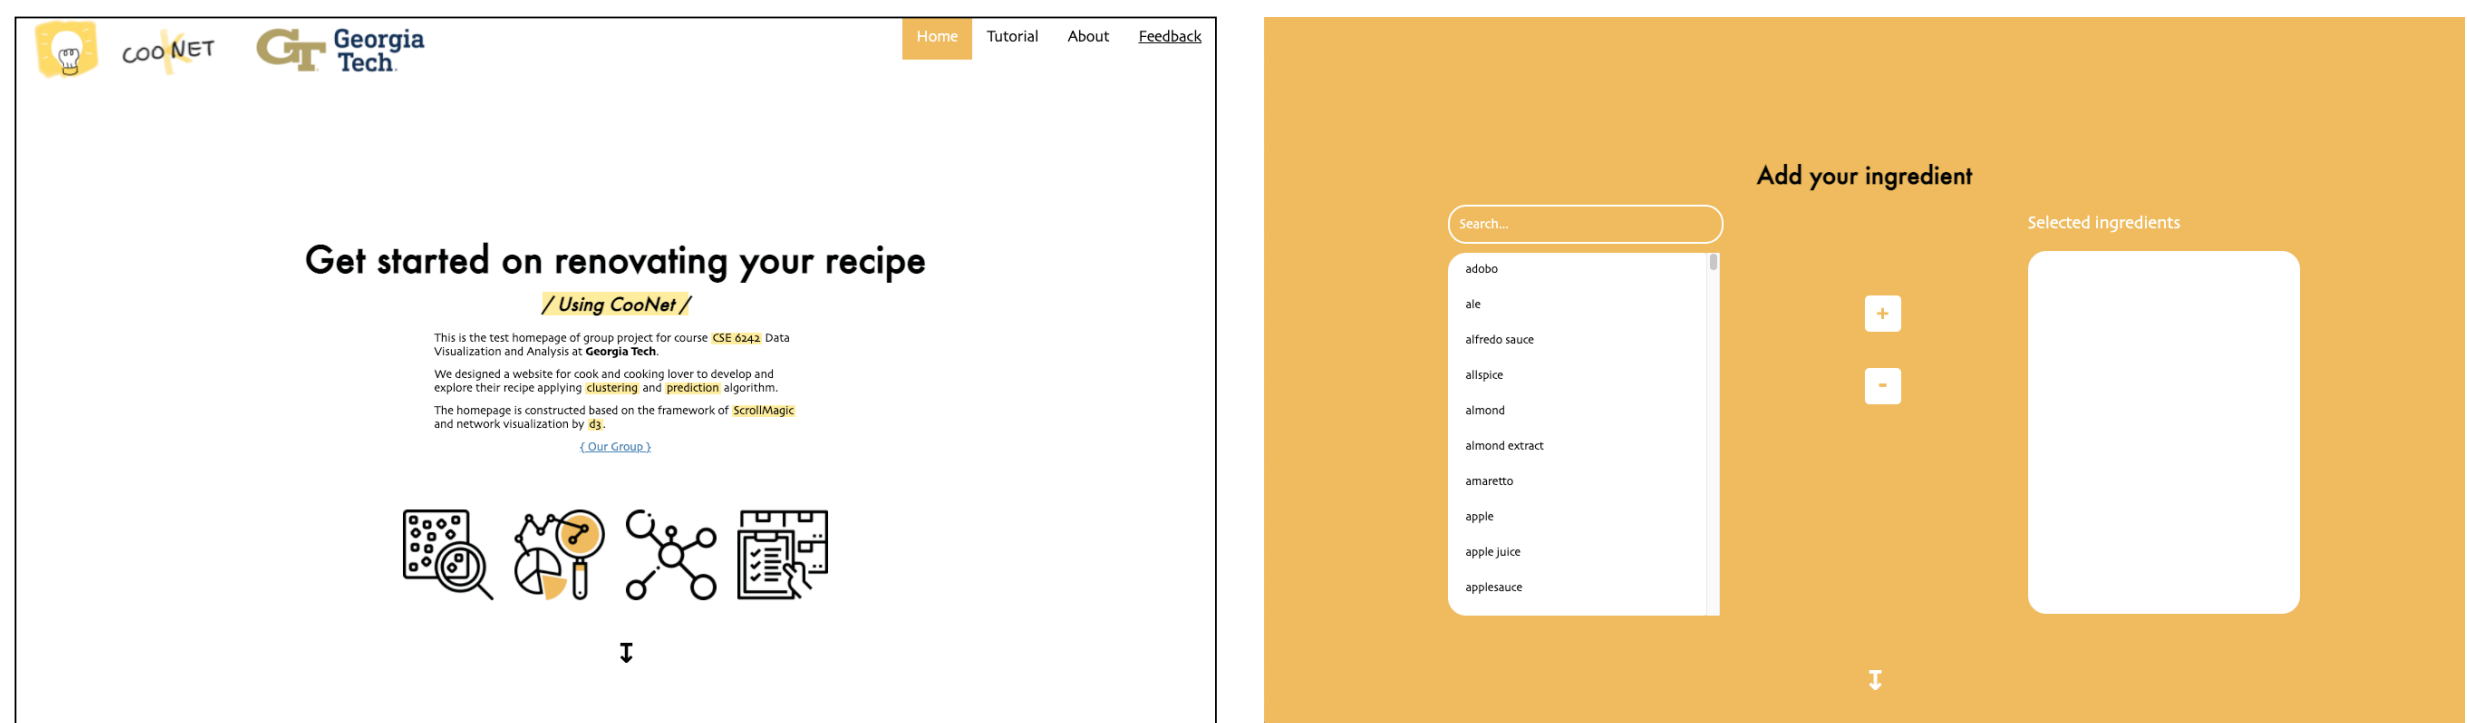 COOKNET
GT Georgia
Tech
Home Tutorial About Feedback
Get started on renovating your recipe
/ Using CooNet /
This is the test homepage of group project for course CSE 6242 Data
Visualization and Analysis at Georgia Tech.
We designed a website for cook and cooking lover to develop and
explore their recipe applying clustering and prediction algorithm.
The homepage is constructed based on the framework of ScrollMagic
and network visualization by d3.
{ Our Group }
Add your ingredient
Search...
Selected ingredients
adobo
ale
alfredo sauce
allspice
almond
almond extract
amaretto
apple
apple juice
applesauce
+
-